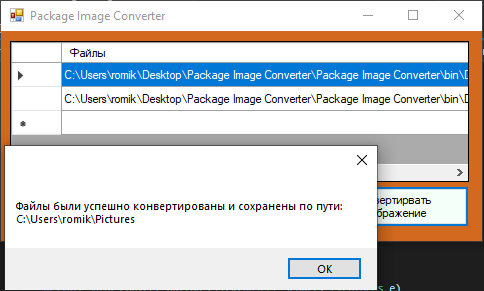 Package Image Converter
Файлы
C:\Users\romik\Desktop\Package Image Converter\Package Image Converter\bin\D
C:\Users\romik\Desktop\Package Image Converter\Package Image Converter\bin\D
Файлы были успешно конвертированы и сохранены по пути:
C:\Users\romik\Pictures
вертирвать
бражение
OK
s e)